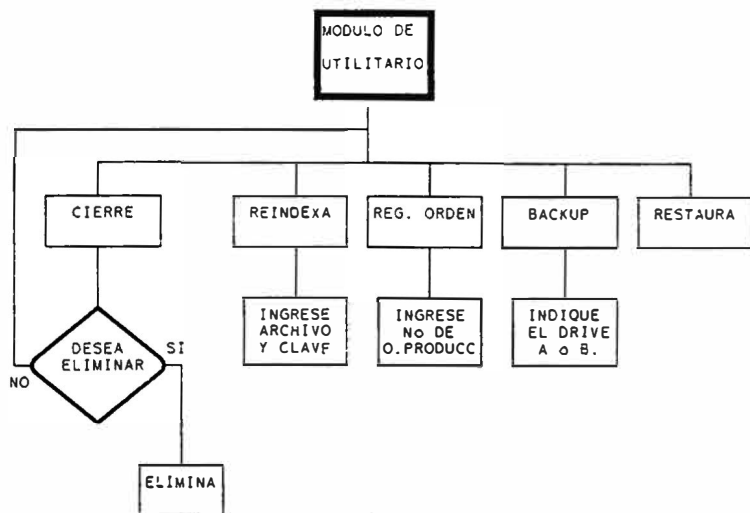 MODULO DE
UTILITARIO
CIERRE
REINDEXA
REG. ORDEN
BACKUP
RESTAURA
INGRESE
ARCHIVO
Y CLAVE
INGRESE
No DE
O.PRODUCC
INDIQUE
EL DRIVE
A o B.
DESEA
ELIMINAR
SI
NO
ELIMINA